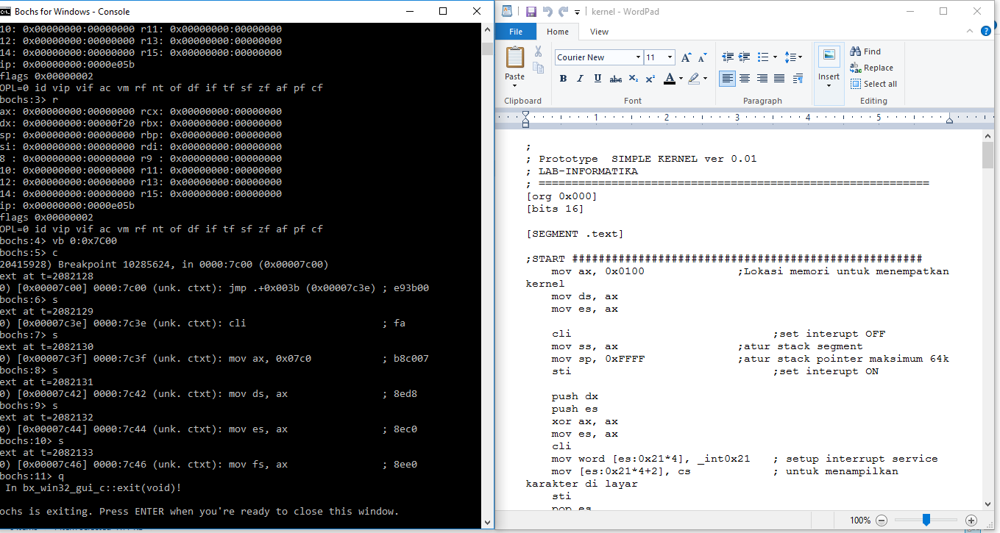 Bochs for Windows - Console
10: 0x00000000:00000000 r11: 0x00000000:00000000
12: 0x00000000:00000000 r13: 0x00000000:00000000
14: 0x00000000:00000000 r15: 0x00000000:00000000
ip: 0x00000000:0000e05b
flags 0x00000002
OPL=0 id vip vif ac vm rf nt of df if tf sf zf af pf cf
bochs:3> r
ax: 0x00000000:00000000 rcx: 0x00000000:00000000
dx: 0x00000000:00000f20 rbx: 0x00000000:00000000
sp: 0x00000000:00000000 rbp: 0x00000000:00000000
si: 0x00000000:00000000 rdi: 0x00000000:00000000
8 : 0x00000000:00000000 r9 : 0x00000000:00000000
10: 0x00000000:00000000 r11: 0x00000000:00000000
12: 0x00000000:00000000 r13: 0x00000000:00000000
14: 0x00000000:00000000 r15: 0x00000000:00000000
ip: 0x00000000:0000e05b
flags 0x00000002
OPL=0 id vip vif ac vm rf nt of df if tf sf zf af pf cf
bochs:4> vb 0:0x7C00
bochs:5> c
20415928) Breakpoint 10285624, in 0000:7c00 (0x00007c00)
ext at t=2082128
0) [0x00007c00] 0000:7c00 (unk. ctxt): jmp .+0x003b (0x00007c3e) ; e93b00
bochs:6> s
ext at t=2082129
0) [0x00007c3e] 0000:7c3e (unk. ctxt): cli ; fa
bochs:7> s
ext at t=2082130
0) [0x00007c3f] 0000:7c3f (unk. ctxt): mov ax, 0x07c0 ; b8c007
bochs:8> s
ext at t=2082131
0) [0x00007c42] 0000:7c42 (unk. ctxt): mov ds, ax ; 8ed8
bochs:9> s
ext at t=2082132
0) [0x00007c44] 0000:7c44 (unk. ctxt): mov es, ax ; 8ec0
bochs:10> s
ext at t=2082133
0) [0x00007c46] 0000:7c46 (unk. ctxt): mov fs, ax ; 8ee0
bochs:11> q
In bx_win32_gui_c::exit(void)!
ochs is exiting. Press ENTER when you're ready to close this window.
kernel - WordPad
File Home View
Paste
Clipboard
Courier New 11
B I U abc X₂ X²
A
Font
Paragraph
Insert
Find
Replace
Select all
Editing
1 2 3 4 5
;
; Prototype  SIMPLE KERNEL ver 0.01
; LAB-INFORMATIKA
; ===========================================================
[org 0x000]
[bits 16]
[SEGMENT .text]
;START #####################################################
mov ax, 0x0100 ;Lokasi memori untuk menempatkan
kernel
mov ds, ax
mov es, ax
cli ;set interupt OFF
mov ss, ax ;atur stack segment
mov sp, 0xFFFF ;atur stack pointer maksimum 64k
sti ;set interupt ON
push dx
push es
xor ax, ax
mov es, ax
cli
mov word [es:0x21*4], _int0x21 ; setup interrupt service
mov [es:0x21*4+2], cs ; untuk menampilkan
karakter di layar
sti
pop es
100%